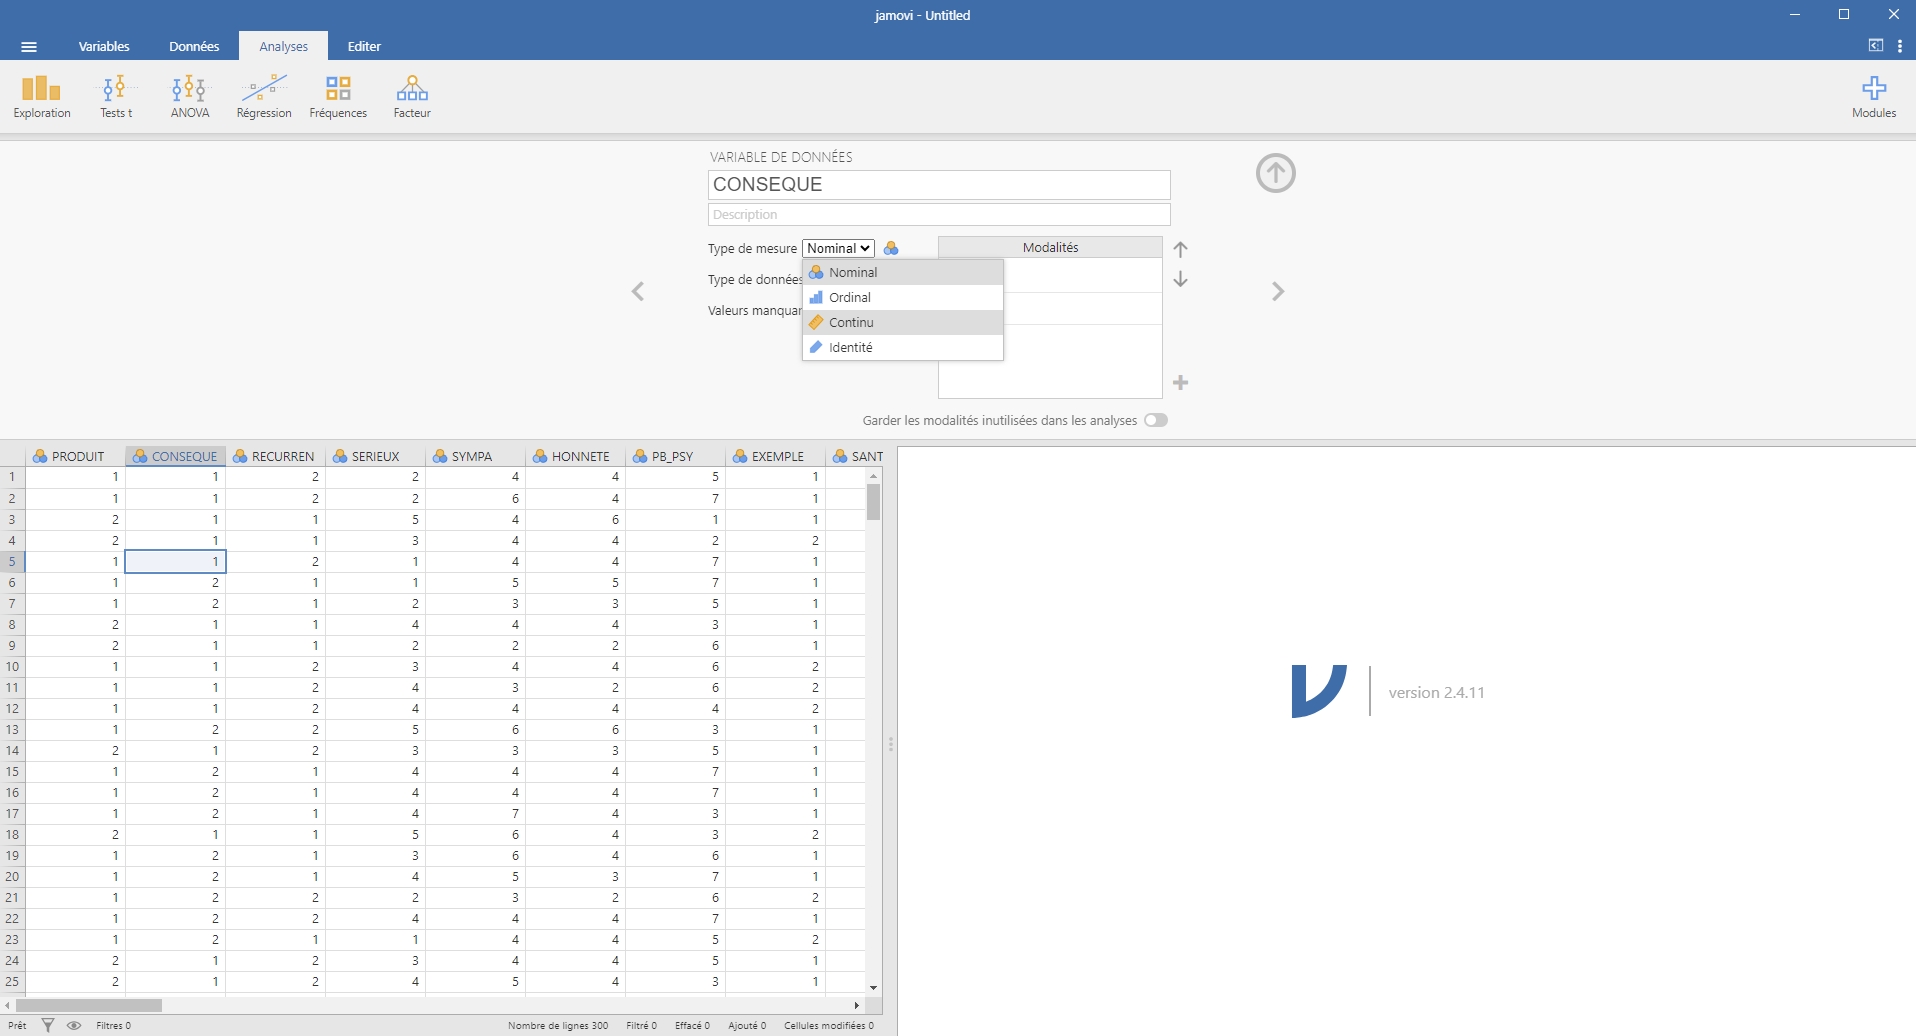 jamovi - Untitled
Variables Données Analyses Editer
Exploration Tests t ANOVA Régression Fréquences Facteur Modules
VARIABLE DE DONNÉES
CONSEQUE
Description
Type de mesure Nominal Modalités
Nominal
Type de données
Ordinal
Valeurs manquan
Continu
Identité
Garder les modalités inutilisées dans les analyses
PRODUIT CONSEQUE RECURREN SERIEUX SYMPA HONNETE PB_PSY EXEMPLE SANT
1 1 1 2 2 4 4 5 1
2 1 1 2 2 6 4 7 1
3 2 1 1 5 4 6 1 1
4 2 1 1 3 4 4 2 2
5 1 1 2 1 4 4 7 1
6 1 2 1 1 5 5 7 1
7 1 2 1 2 3 3 5 1
8 2 1 1 4 4 4 3 1
9 2 1 1 2 2 2 6 1
10 1 1 2 3 4 4 6 2
11 1 1 2 4 3 2 6 2
12 1 1 2 4 4 4 4 2
13 1 2 2 5 6 6 3 1
14 2 1 2 3 3 3 5 1
15 1 2 1 4 4 4 7 1
16 1 2 1 4 4 4 7 1
17 1 2 1 4 7 4 3 1
18 2 1 1 5 6 4 3 2
19 1 2 1 3 6 4 6 1
20 1 2 1 4 5 3 7 1
21 1 2 2 2 3 2 6 2
22 1 2 2 4 4 4 7 1
23 1 2 1 1 4 4 5 2
24 2 1 2 3 4 4 5 1
25 2 1 2 4 5 4 3 1
version 2.4.11
Prêt Filtres 0 Nombre de lignes 300 Filtré 0 Effacé 0 Ajouté 0 Cellules modifiées 0